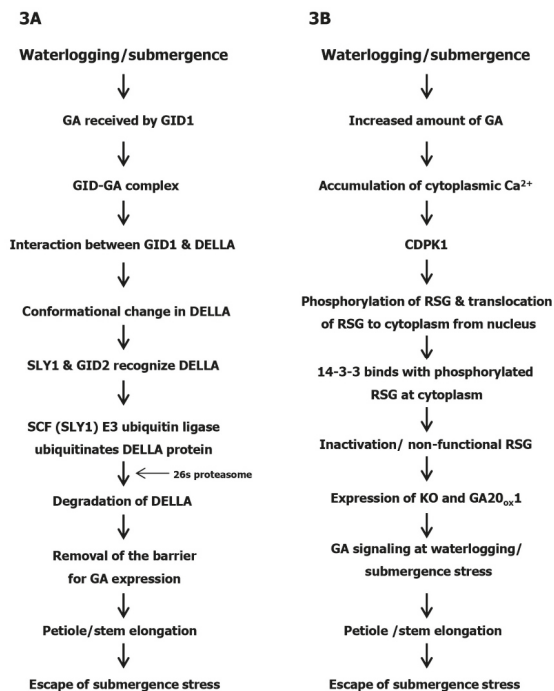 3A
Waterlogging/submergence
GA received by GID1
GID-GA complex
Interaction between GID1 & DELLA
Conformational change in DELLA
SLY1 & GID2 recognize DELLA
SCF (SLY1) E3 ubiquitin ligase
ubiquitinates DELLA protein
26s proteasome
Degradation of DELLA
Removal of the barrier
for GA expression
Petiole/stem elongation
Escape of submergence stress
3B
Waterlogging/submergence
Increased amount of GA
Accumulation of cytoplasmic Ca²⁺
CDPK1
Phosphorylation of RSG & translocation
of RSG to cytoplasm from nucleus
14-3-3 binds with phosphorylated
RSG at cytoplasm
Inactivation/ non-functional RSG
Expression of KO and GA20ₒₓ1
GA signaling at waterlogging/
submergence stress
Petiole /stem elongation
Escape of submergence stress